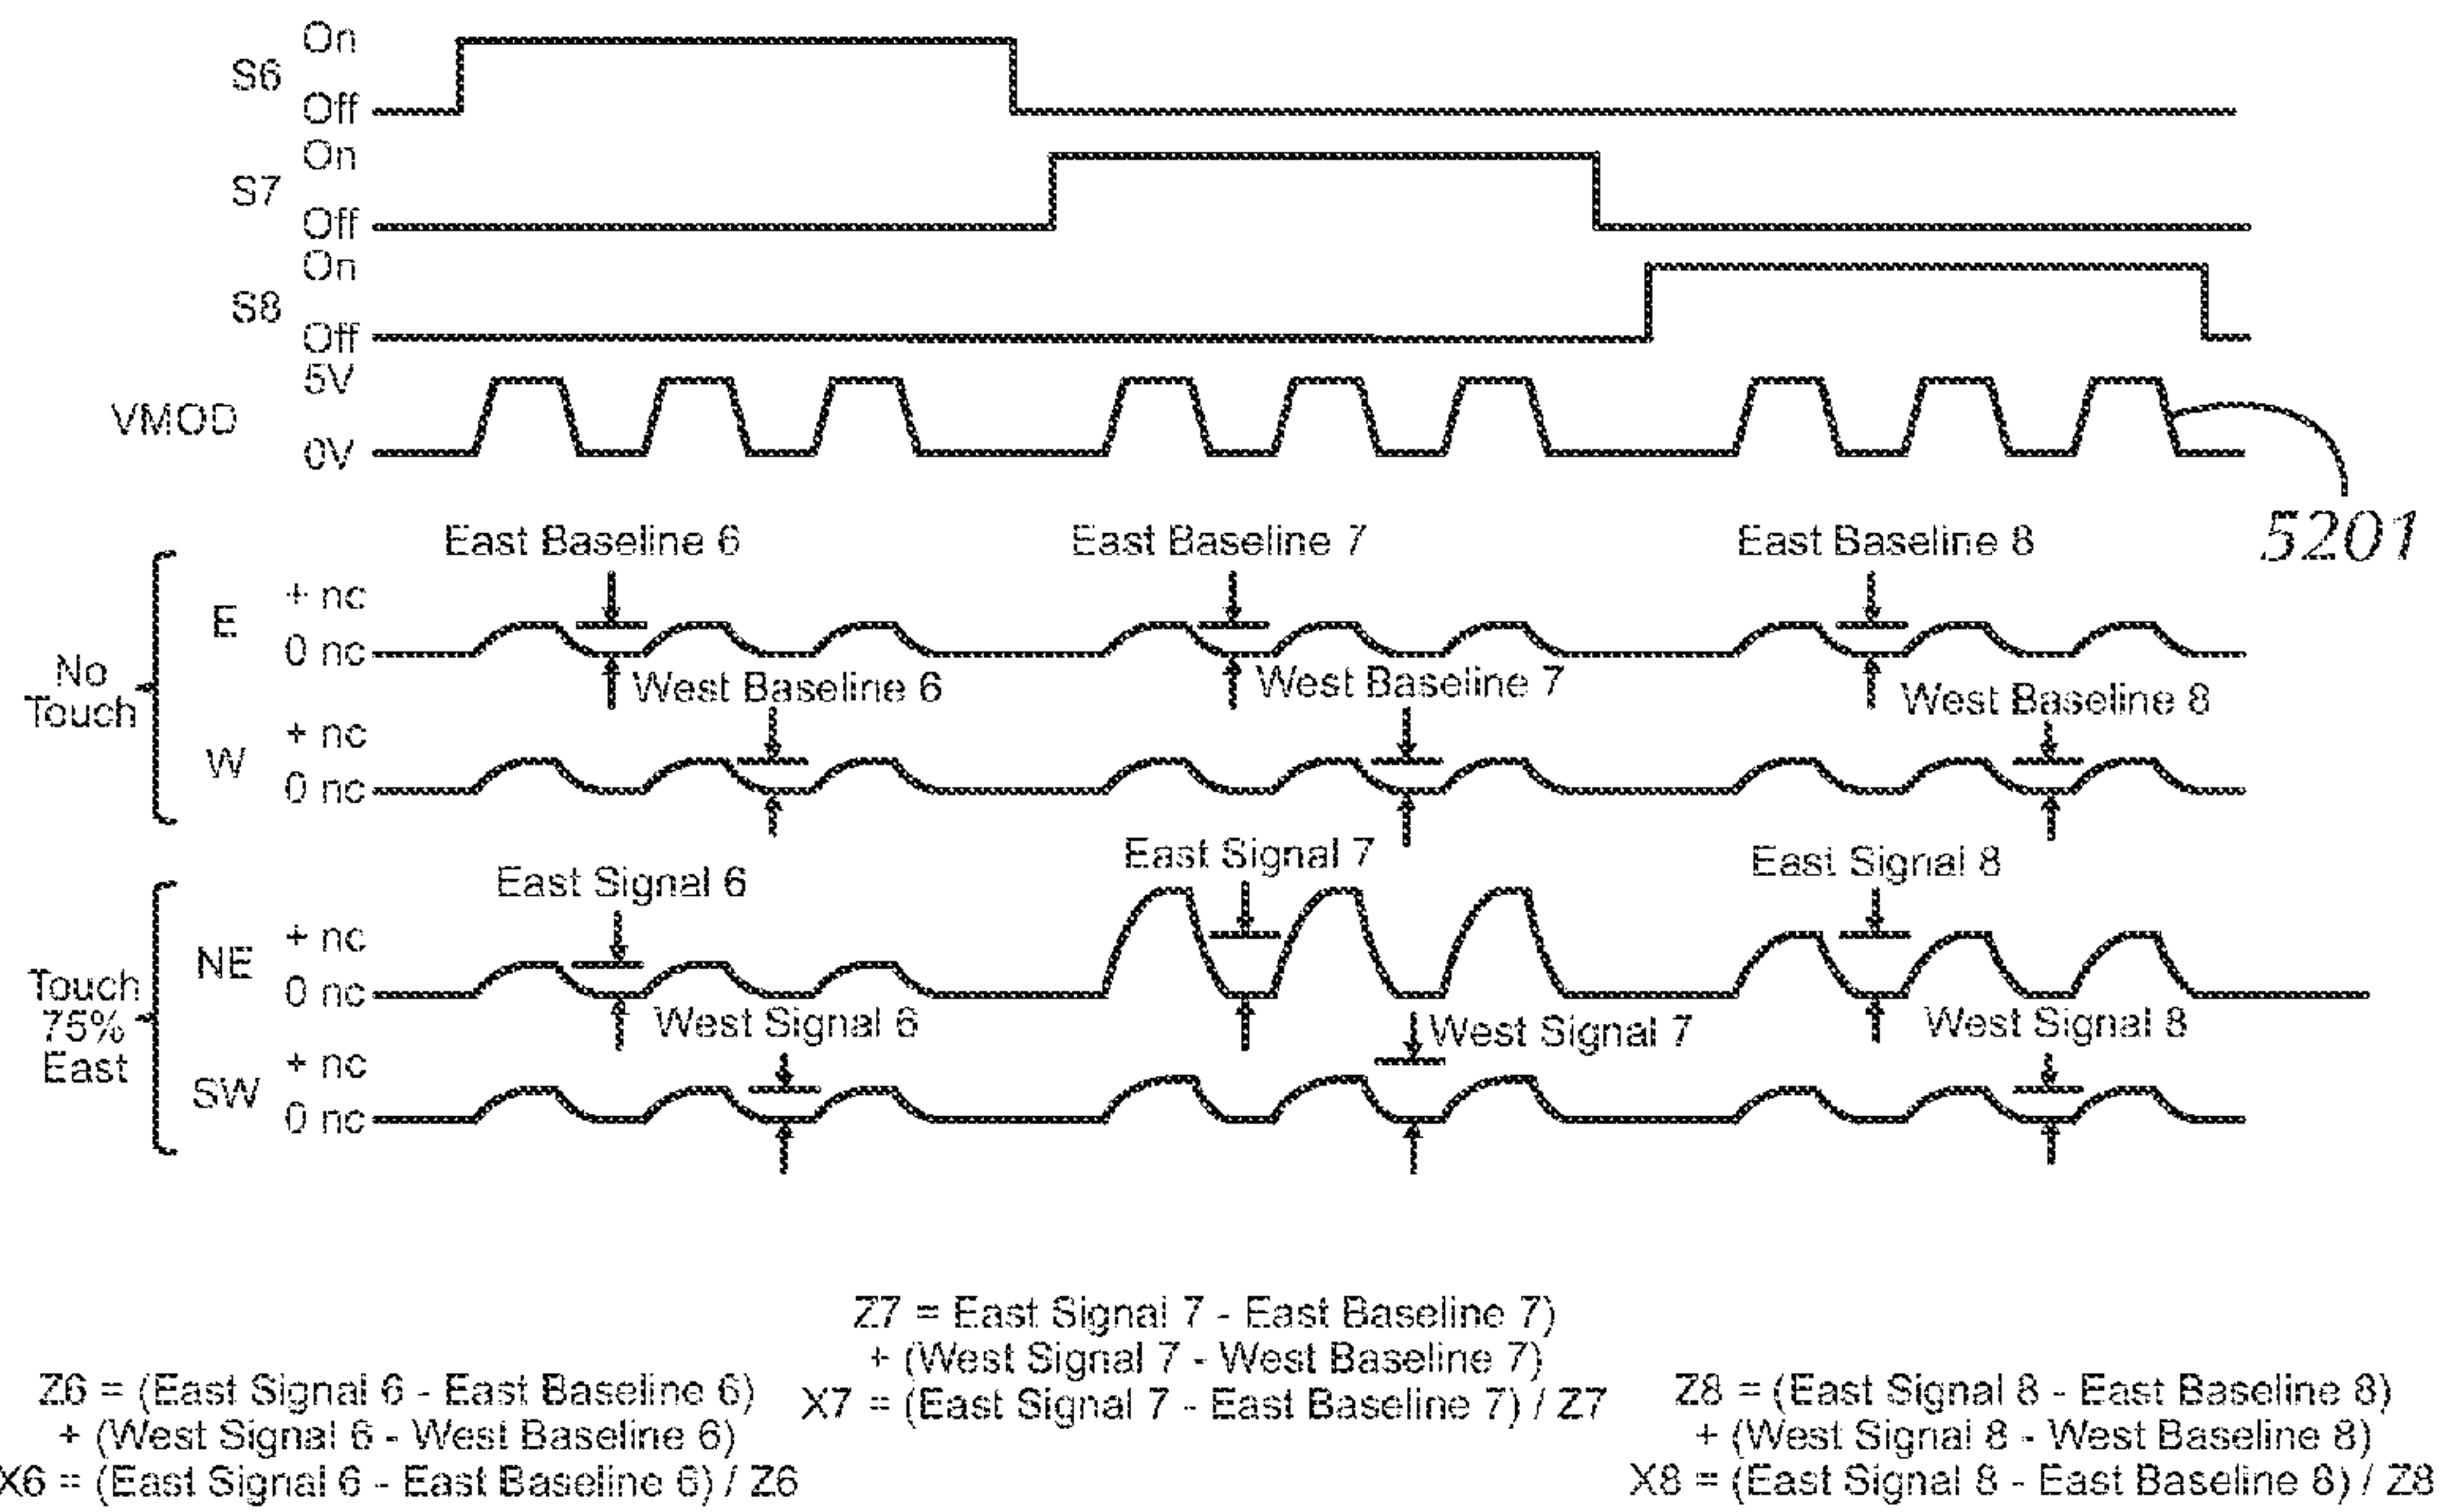 On
S6
Off
On
S7
Off
On
S8
Off
5V
VMOD
0V
5201
East Baseline 6
East Baseline 7
East Baseline 8
+ nc
E
0 nc
No
Touch
West Baseline 6
West Baseline 7
West Baseline 8
+ nc
W
0 nc
East Signal 6
East Signal 7
East Signal 8
+ nc
NE
0 nc
Touch
75%
East
West Signal 6
West Signal 7
West Signal 8
+ nc
SW
0 nc
Z7 = East Signal 7 - East Baseline 7)
+ (West Signal 7 - West Baseline 7)
X7 = (East Signal 7 - East Baseline 7) / Z7
Z6 = (East Signal 6 - East Baseline 6)
+ (West Signal 6 - West Baseline 6)
X6 = (East Signal 6 - East Baseline 6) / Z6
Z8 = (East Signal 8 - East Baseline 8)
+ (West Signal 8 - West Baseline 8)
X8 = (East Signal 8 - East Baseline 8) / Z8